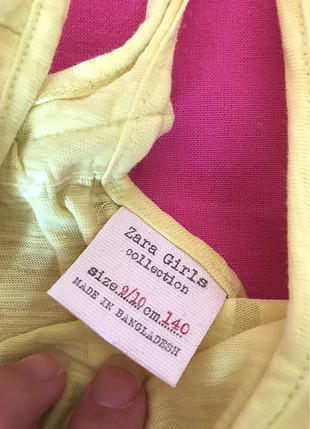 Zara Girls
collection
size.9/10 cm.140
MADE IN BANGLADESH